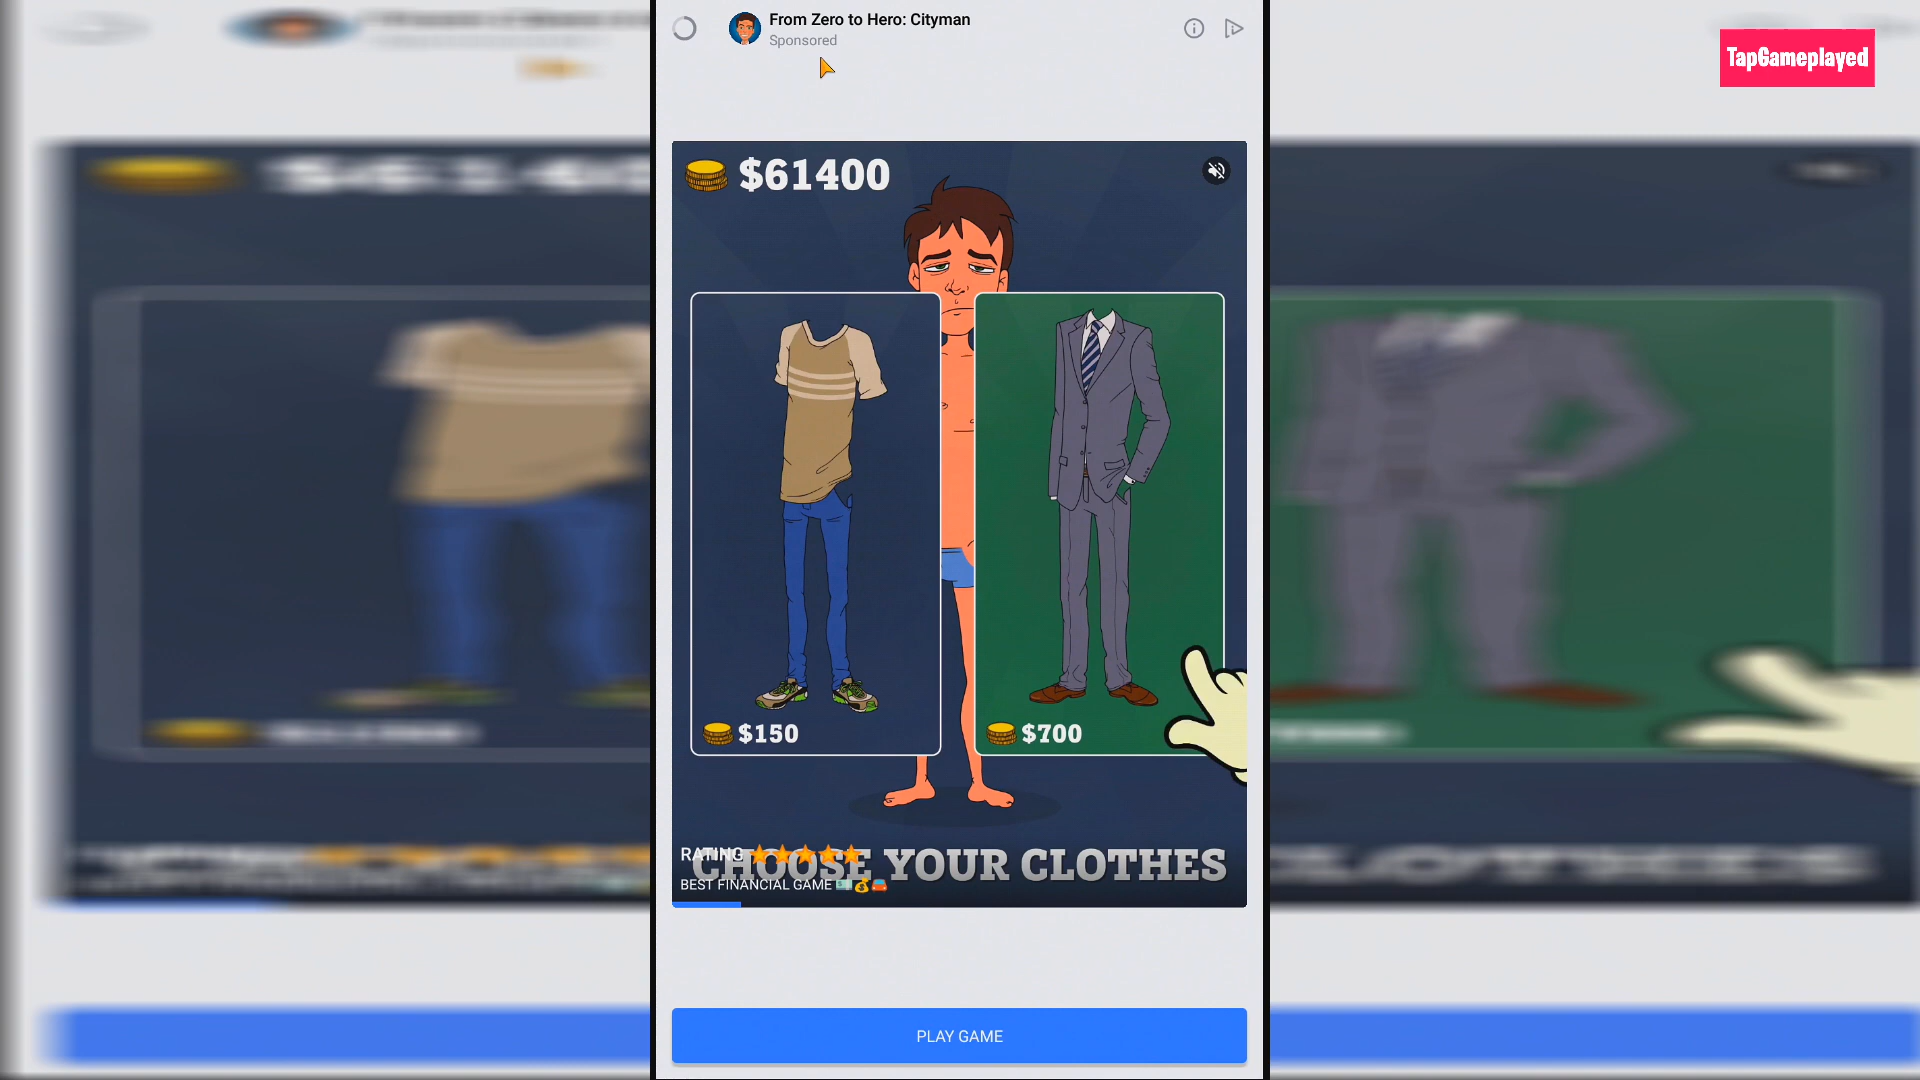 From Zero to Hero: Cityman
Sponsored
TapGameplayed
$61400
$150
$700
RATING
CHOOSE YOUR CLOTHES
BEST FINANCIAL GAME
PLAY GAME